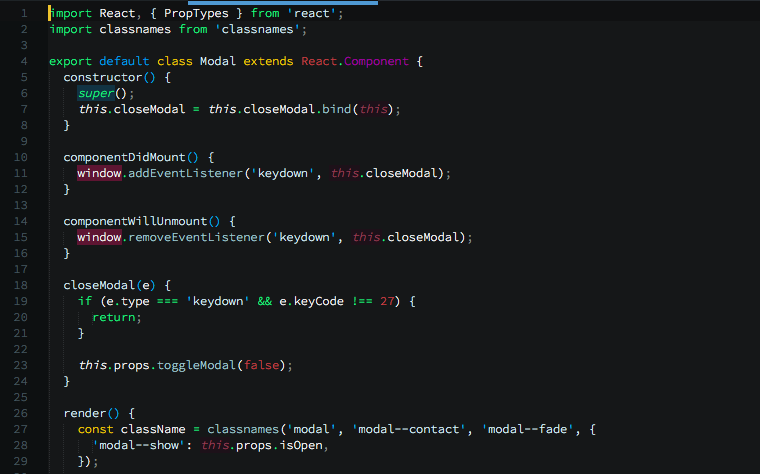 1 import React, { PropTypes } from 'react';
2 import classnames from 'classnames';
3
4 export default class Modal extends React.Component {
5   constructor() {
6     super();
7     this.closeModal = this.closeModal.bind(this);
8   }
9
10   componentDidMount() {
11     window.addEventListener('keydown', this.closeModal);
12   }
13
14   componentWillUnmount() {
15     window.removeEventListener('keydown', this.closeModal);
16   }
17
18   closeModal(e) {
19     if (e.type === 'keydown' && e.keyCode !== 27) {
20       return;
21     }
22
23     this.props.toggleModal(false);
24   }
25
26   render() {
27     const className = classnames('modal', 'modal--contact', 'modal--fade', {
28       'modal--show': this.props.isOpen,
29     });